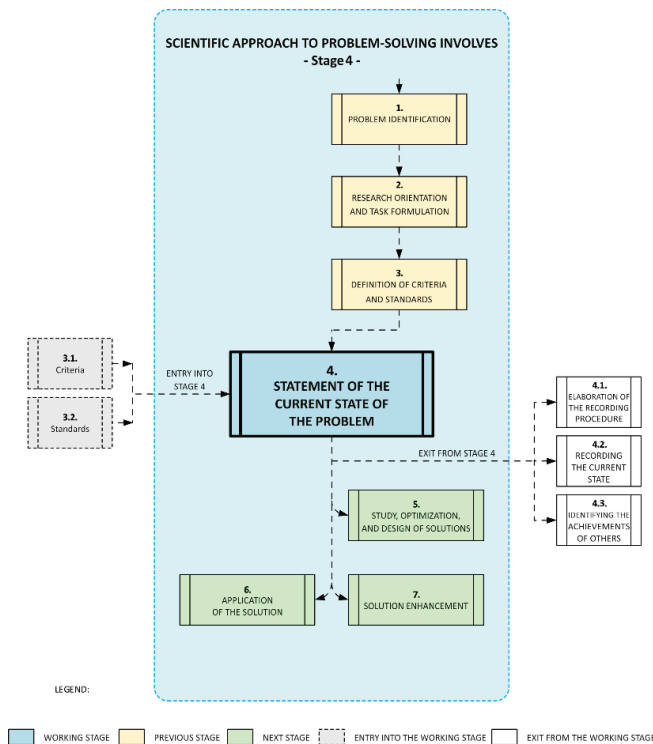 SCIENTIFIC APPROACH TO PROBLEM-SOLVING INVOLVES
- Stage 4 -
1.
PROBLEM IDENTIFICATION
2.
RESEARCH ORIENTATION
AND TASK FORMULATION
3.
DEFINITION OF CRITERIA
AND STANDARDS
3.1.
Criteria
3.2.
Standards
ENTRY INTO
STAGE 4
4.
STATEMENT OF THE
CURRENT STATE OF
THE PROBLEM
EXIT FROM STAGE 4
4.1.
ELABORATION OF
THE RECORDING
PROCEDURE
4.2.
RECORDING
THE CURRENT
STATE
4.3.
IDENTIFYING THE
ACHIEVEMENTS
OF OTHERS
5.
STUDY, OPTIMIZATION,
AND DESIGN OF SOLUTIONS
6.
APPLICATION
OF THE SOLUTION
7.
SOLUTION ENHANCEMENT
LEGEND:
WORKING STAGE
PREVIOUS STAGE
NEXT STAGE
ENTRY INTO THE WORKING STAGE
EXIT FROM THE WORKING STAGE